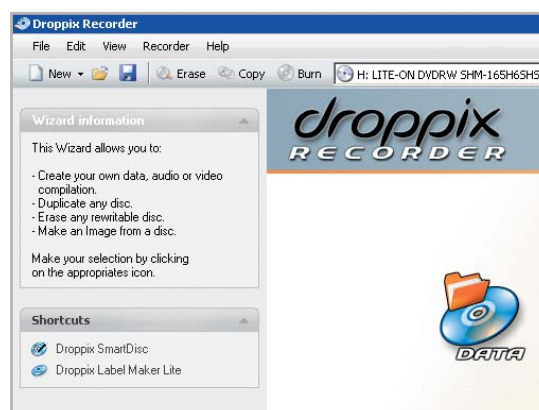 Droppix Recorder
File Edit View Recorder Help
New Erase Copy Burn H: LITE-ON DVDRW SHM-165H6SHS
droppix
RECORDER
Wizard information
This Wizard allows you to:
- Create your own data, audio or video
compilation.
- Duplicate any disc.
- Erase any rewritable disc.
- Make an Image from a disc.
Make your selection by clicking
on the appropriates icon.
DATA
Shortcuts
Droppix SmartDisc
Droppix Label Maker Lite